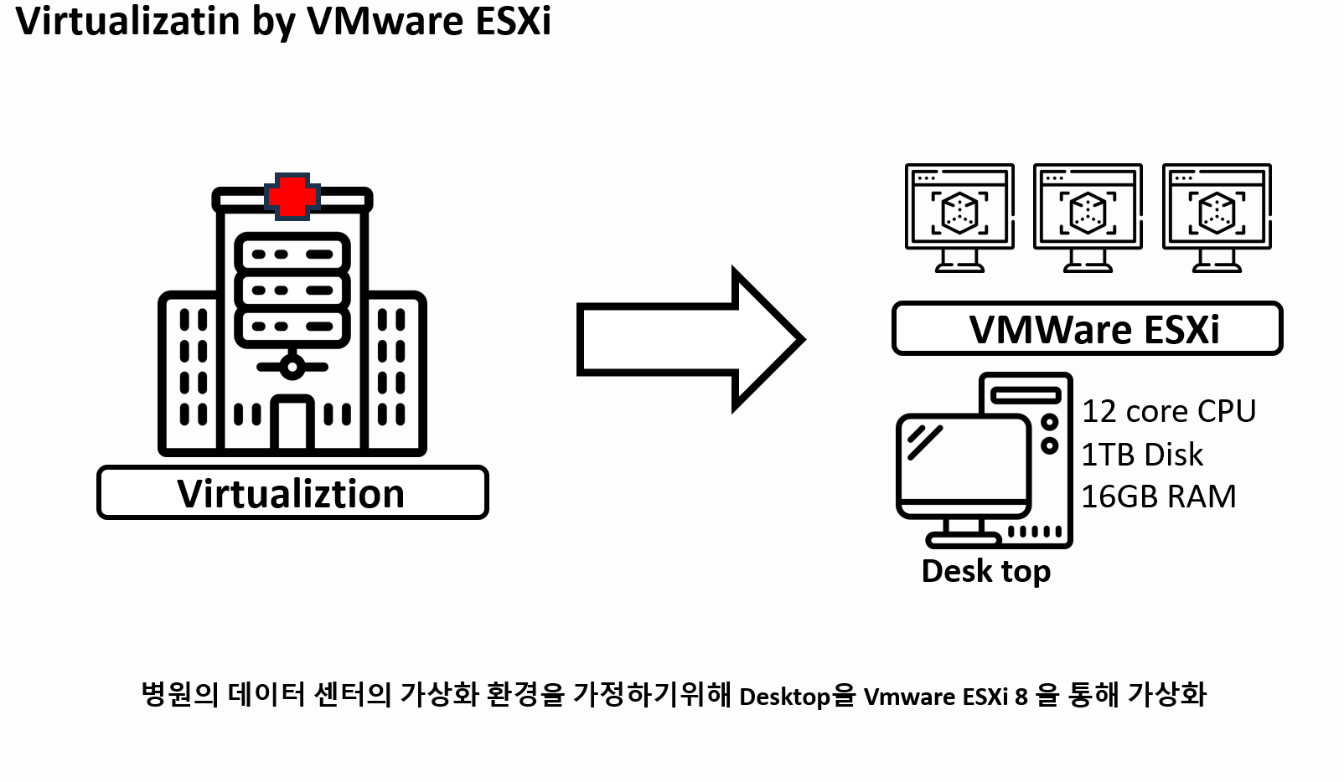 Virtualizatin by VMware ESXi
VMWare ESXi
12 core CPU
1TB Disk
16GB RAM
Virtualiztion
Desk top
병원의 데이터 센터의 가상화 환경을 가정하기위해 Desktop을 Vmware ESXi 8 을 통해 가상화